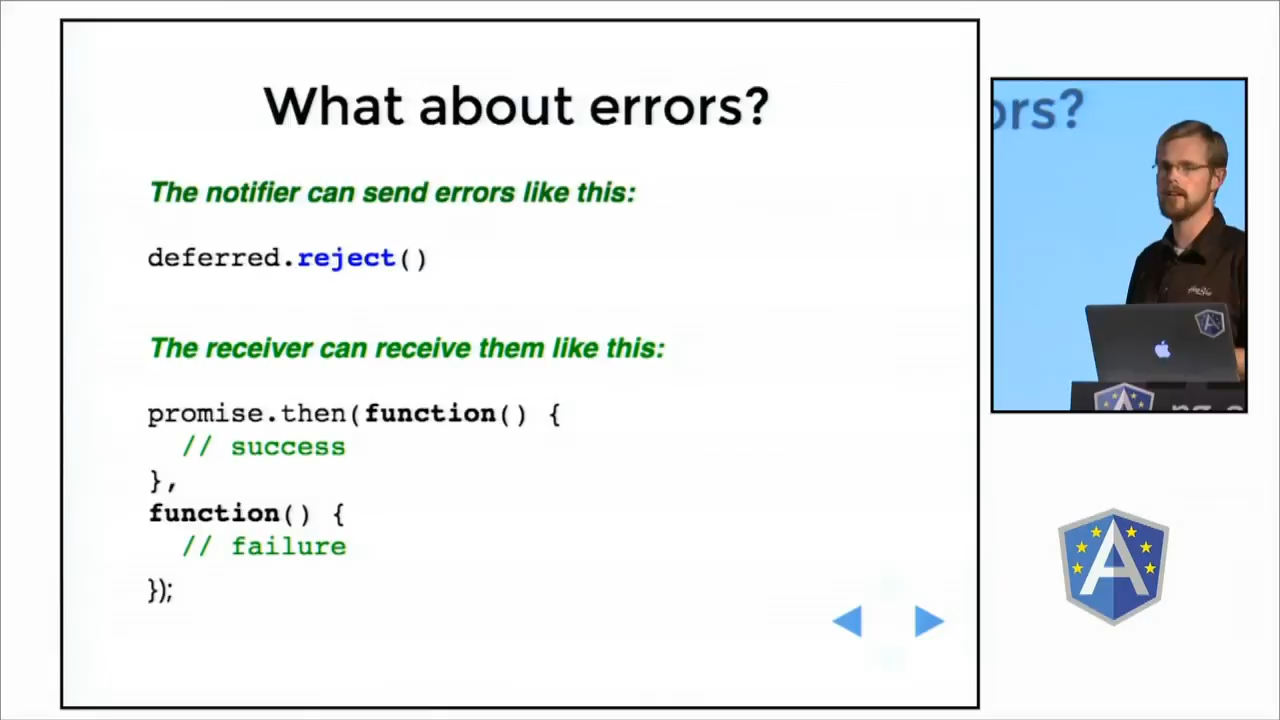 What about errors?
The notifier can send errors like this:
deferred.reject()
The receiver can receive them like this:
promise.then(function() {
// success
},
function() {
// failure
});
ors?
A